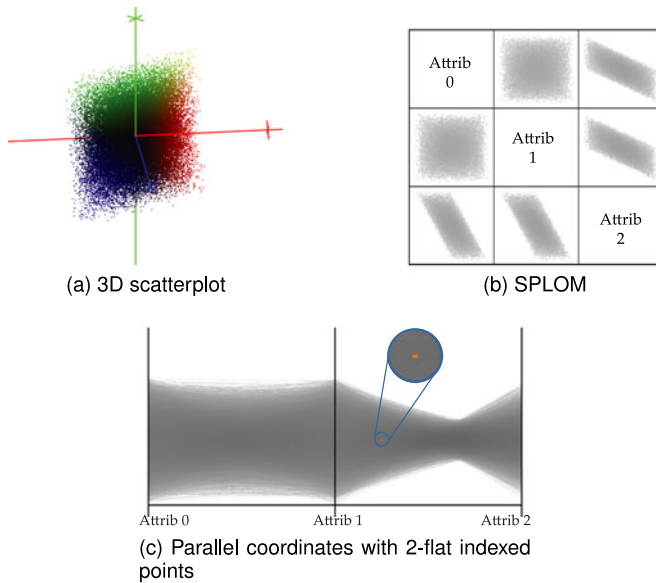 (a) 3D scatterplot
Attrib
0
Attrib
1
Attrib
2
(b) SPLOM
Attrib 0
Attrib 1
Attrib 2
(c) Parallel coordinates with 2-flat indexed
points